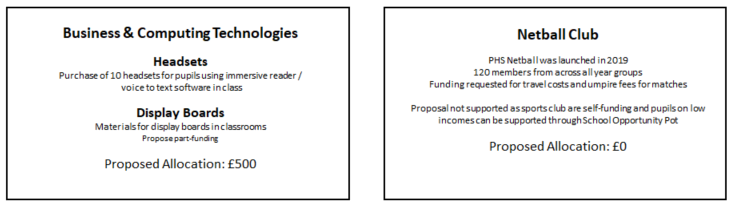 Business & Computing Technologies
Headsets
Purchase of 10 headsets for pupils using immersive reader /
voice to text software in class
Display Boards
Materials for display boards in classrooms
Propose part-funding
Proposed Allocation: £500
Netball Club
PHS Netball was launched in 2019
120 members from across all year groups
Funding requested for travel costs and umpire fees for matches
Proposal not supported as sports club are self-funding and pupils on low
incomes can be supported through School Opportunity Pot
Proposed Allocation: £0